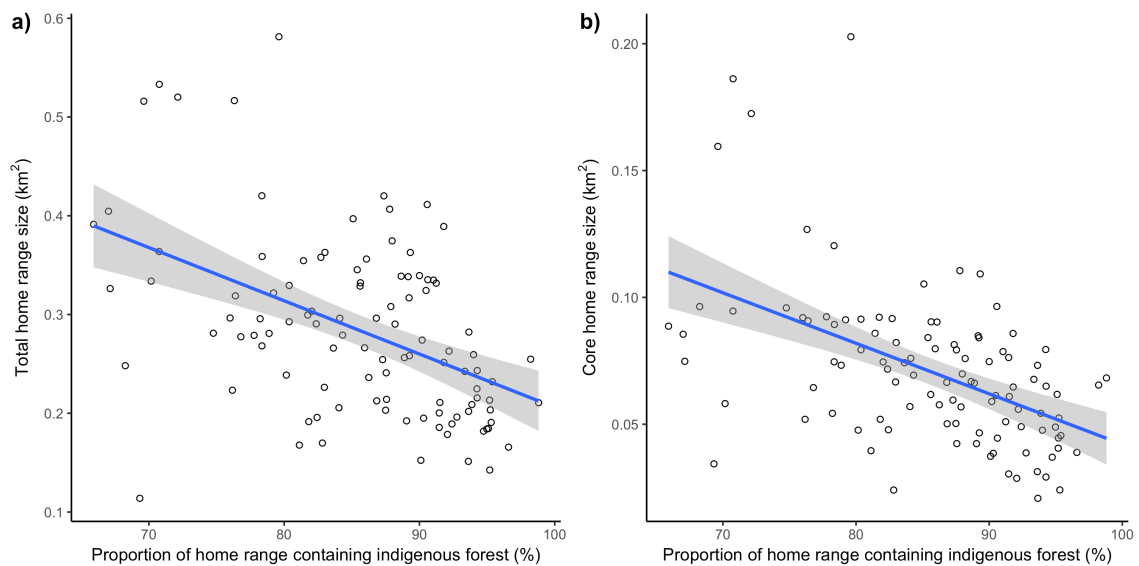 a)
Total home range size (km²)
0.6
0.5
0.4
0.3
0.2
0.1
70 80 90 100
Proportion of home range containing indigenous forest (%)
b)
Core home range size (km²)
0.20
0.15
0.10
0.05
70 80 90 100
Proportion of home range containing indigenous forest (%)